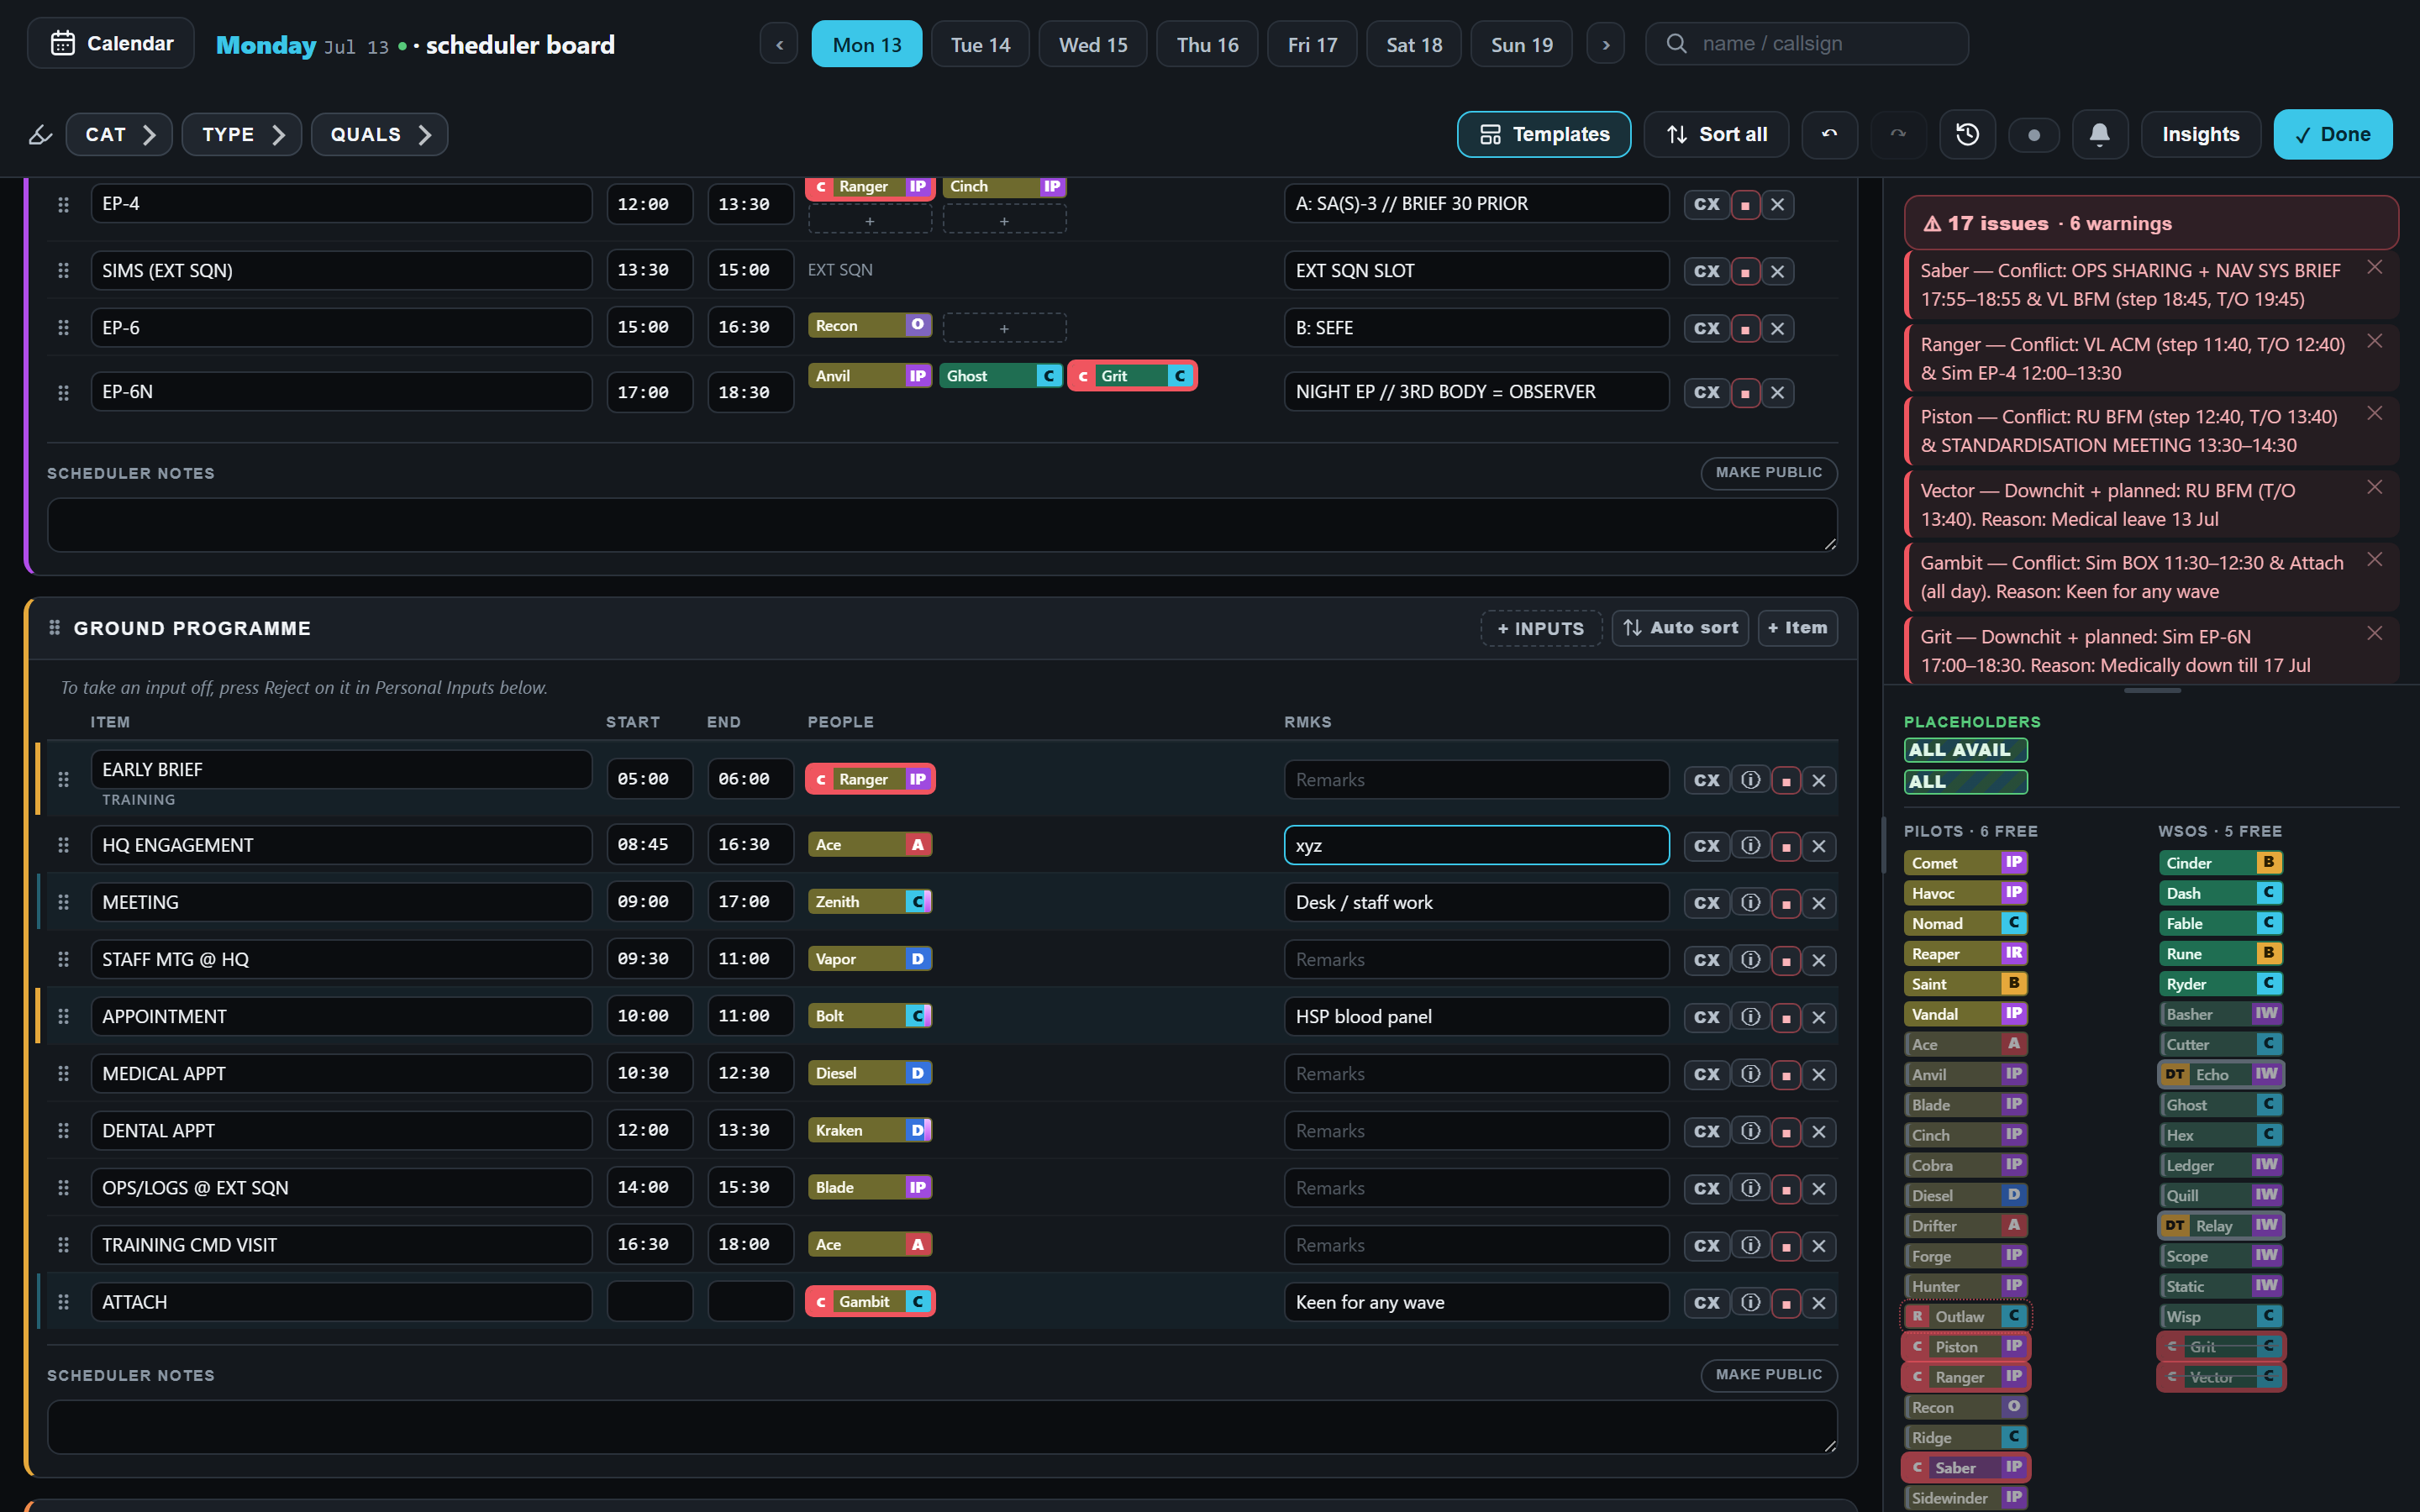 Calendar
Monday Jul 13 · scheduler board
‹ Mon 13 Tue 14 Wed 15 Thu 16 Fri 17 Sat 18 Sun 19 ›
name / callsign
CAT TYPE QUALS
Templates Sort all Insights ✓ Done
EP-4 12:00 13:30 C Ranger IP Cinch IP A: SA(S)-3 // BRIEF 30 PRIOR CX
+ +
SIMS (EXT SQN) 13:30 15:00 EXT SQN EXT SQN SLOT CX
EP-6 15:00 16:30 Recon O + B: SEFE CX
EP-6N 17:00 18:30 Anvil IP Ghost C C Grit C NIGHT EP // 3RD BODY = OBSERVER CX
SCHEDULER NOTES MAKE PUBLIC
GROUND PROGRAMME + INPUTS Auto sort + Item
To take an input off, press Reject on it in Personal Inputs below.
ITEM START END PEOPLE RMKS
EARLY BRIEF 05:00 06:00 C Ranger IP Remarks CX
TRAINING
HQ ENGAGEMENT 08:45 16:30 Ace A xyz CX
MEETING 09:00 17:00 Zenith C Desk / staff work CX
STAFF MTG @ HQ 09:30 11:00 Vapor D Remarks CX
APPOINTMENT 10:00 11:00 Bolt C HSP blood panel CX
MEDICAL APPT 10:30 12:30 Diesel D Remarks CX
DENTAL APPT 12:00 13:30 Kraken D Remarks CX
OPS/LOGS @ EXT SQN 14:00 15:30 Blade IP Remarks CX
TRAINING CMD VISIT 16:30 18:00 Ace A Remarks CX
ATTACH C Gambit C Keen for any wave CX
SCHEDULER NOTES MAKE PUBLIC
⚠ 17 issues · 6 warnings
Saber — Conflict: OPS SHARING + NAV SYS BRIEF
17:55–18:55 & VL BFM (step 18:45, T/O 19:45)
Ranger — Conflict: VL ACM (step 11:40, T/O 12:40)
& Sim EP-4 12:00–13:30
Piston — Conflict: RU BFM (step 12:40, T/O 13:40)
& STANDARDISATION MEETING 13:30–14:30
Vector — Downchit + planned: RU BFM (T/O
13:40). Reason: Medical leave 13 Jul
Gambit — Conflict: Sim BOX 11:30–12:30 & Attach
(all day). Reason: Keen for any wave
Grit — Downchit + planned: Sim EP-6N
17:00–18:30. Reason: Medically down till 17 Jul
PLACEHOLDERS
ALL AVAIL
ALL
PILOTS · 6 FREE
Comet IP
Havoc IP
Nomad C
Reaper IR
Saint B
Vandal IP
Ace A
Anvil IP
Blade IP
Cinch IP
Cobra IP
Diesel D
Drifter A
Forge IP
Hunter IP
R Outlaw C
C Piston IP
C Ranger IP
Recon O
Ridge C
C Saber IP
Sidewinder IP
WSOS · 5 FREE
Cinder B
Dash C
Fable C
Rune B
Ryder C
Basher IW
Cutter C
DT Echo IW
Ghost C
Hex C
Ledger IW
Quill IW
DT Relay IW
Scope IW
Static IW
Wisp C
C Grit C
C Vector C